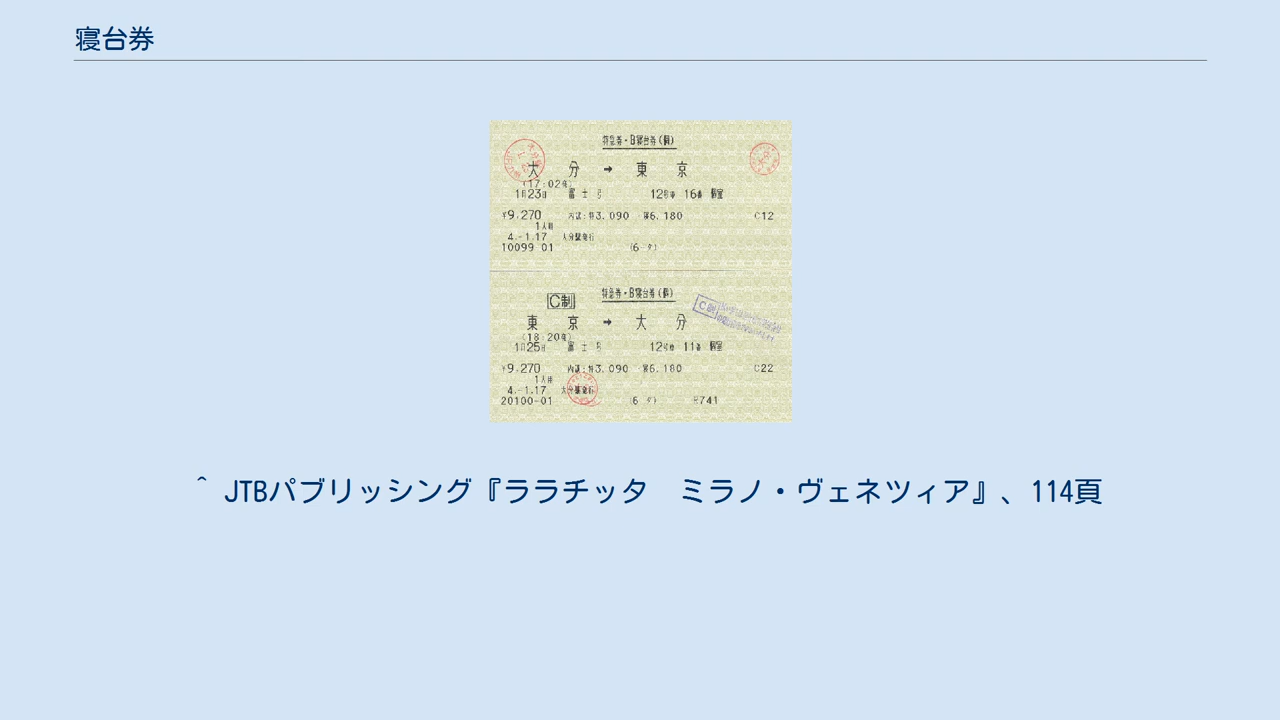 寝台券
特急券・B寝台券(個)
大 分 → 東 京
(17:02発)
1月23日 富 士 号 12号車 16番 個室
¥9,270 内訳:特3,090 寝6,180 C12
1人用
4.-1.17 大分駅発行
10099-01 (6-タ)
C制 特急券・B寝台券(個)
東 京 → 大 分
(18:20発)
1月25日 富 士 号 12号車 11番 個室
¥9,270 内訳:特3,090 寝6,180 C22
1人用
4.-1.17 大分駅発行
20100-01 (6-タ) R741
^ JTBパブリッシング『ララチッタ　ミラノ・ヴェネツィア』、114頁